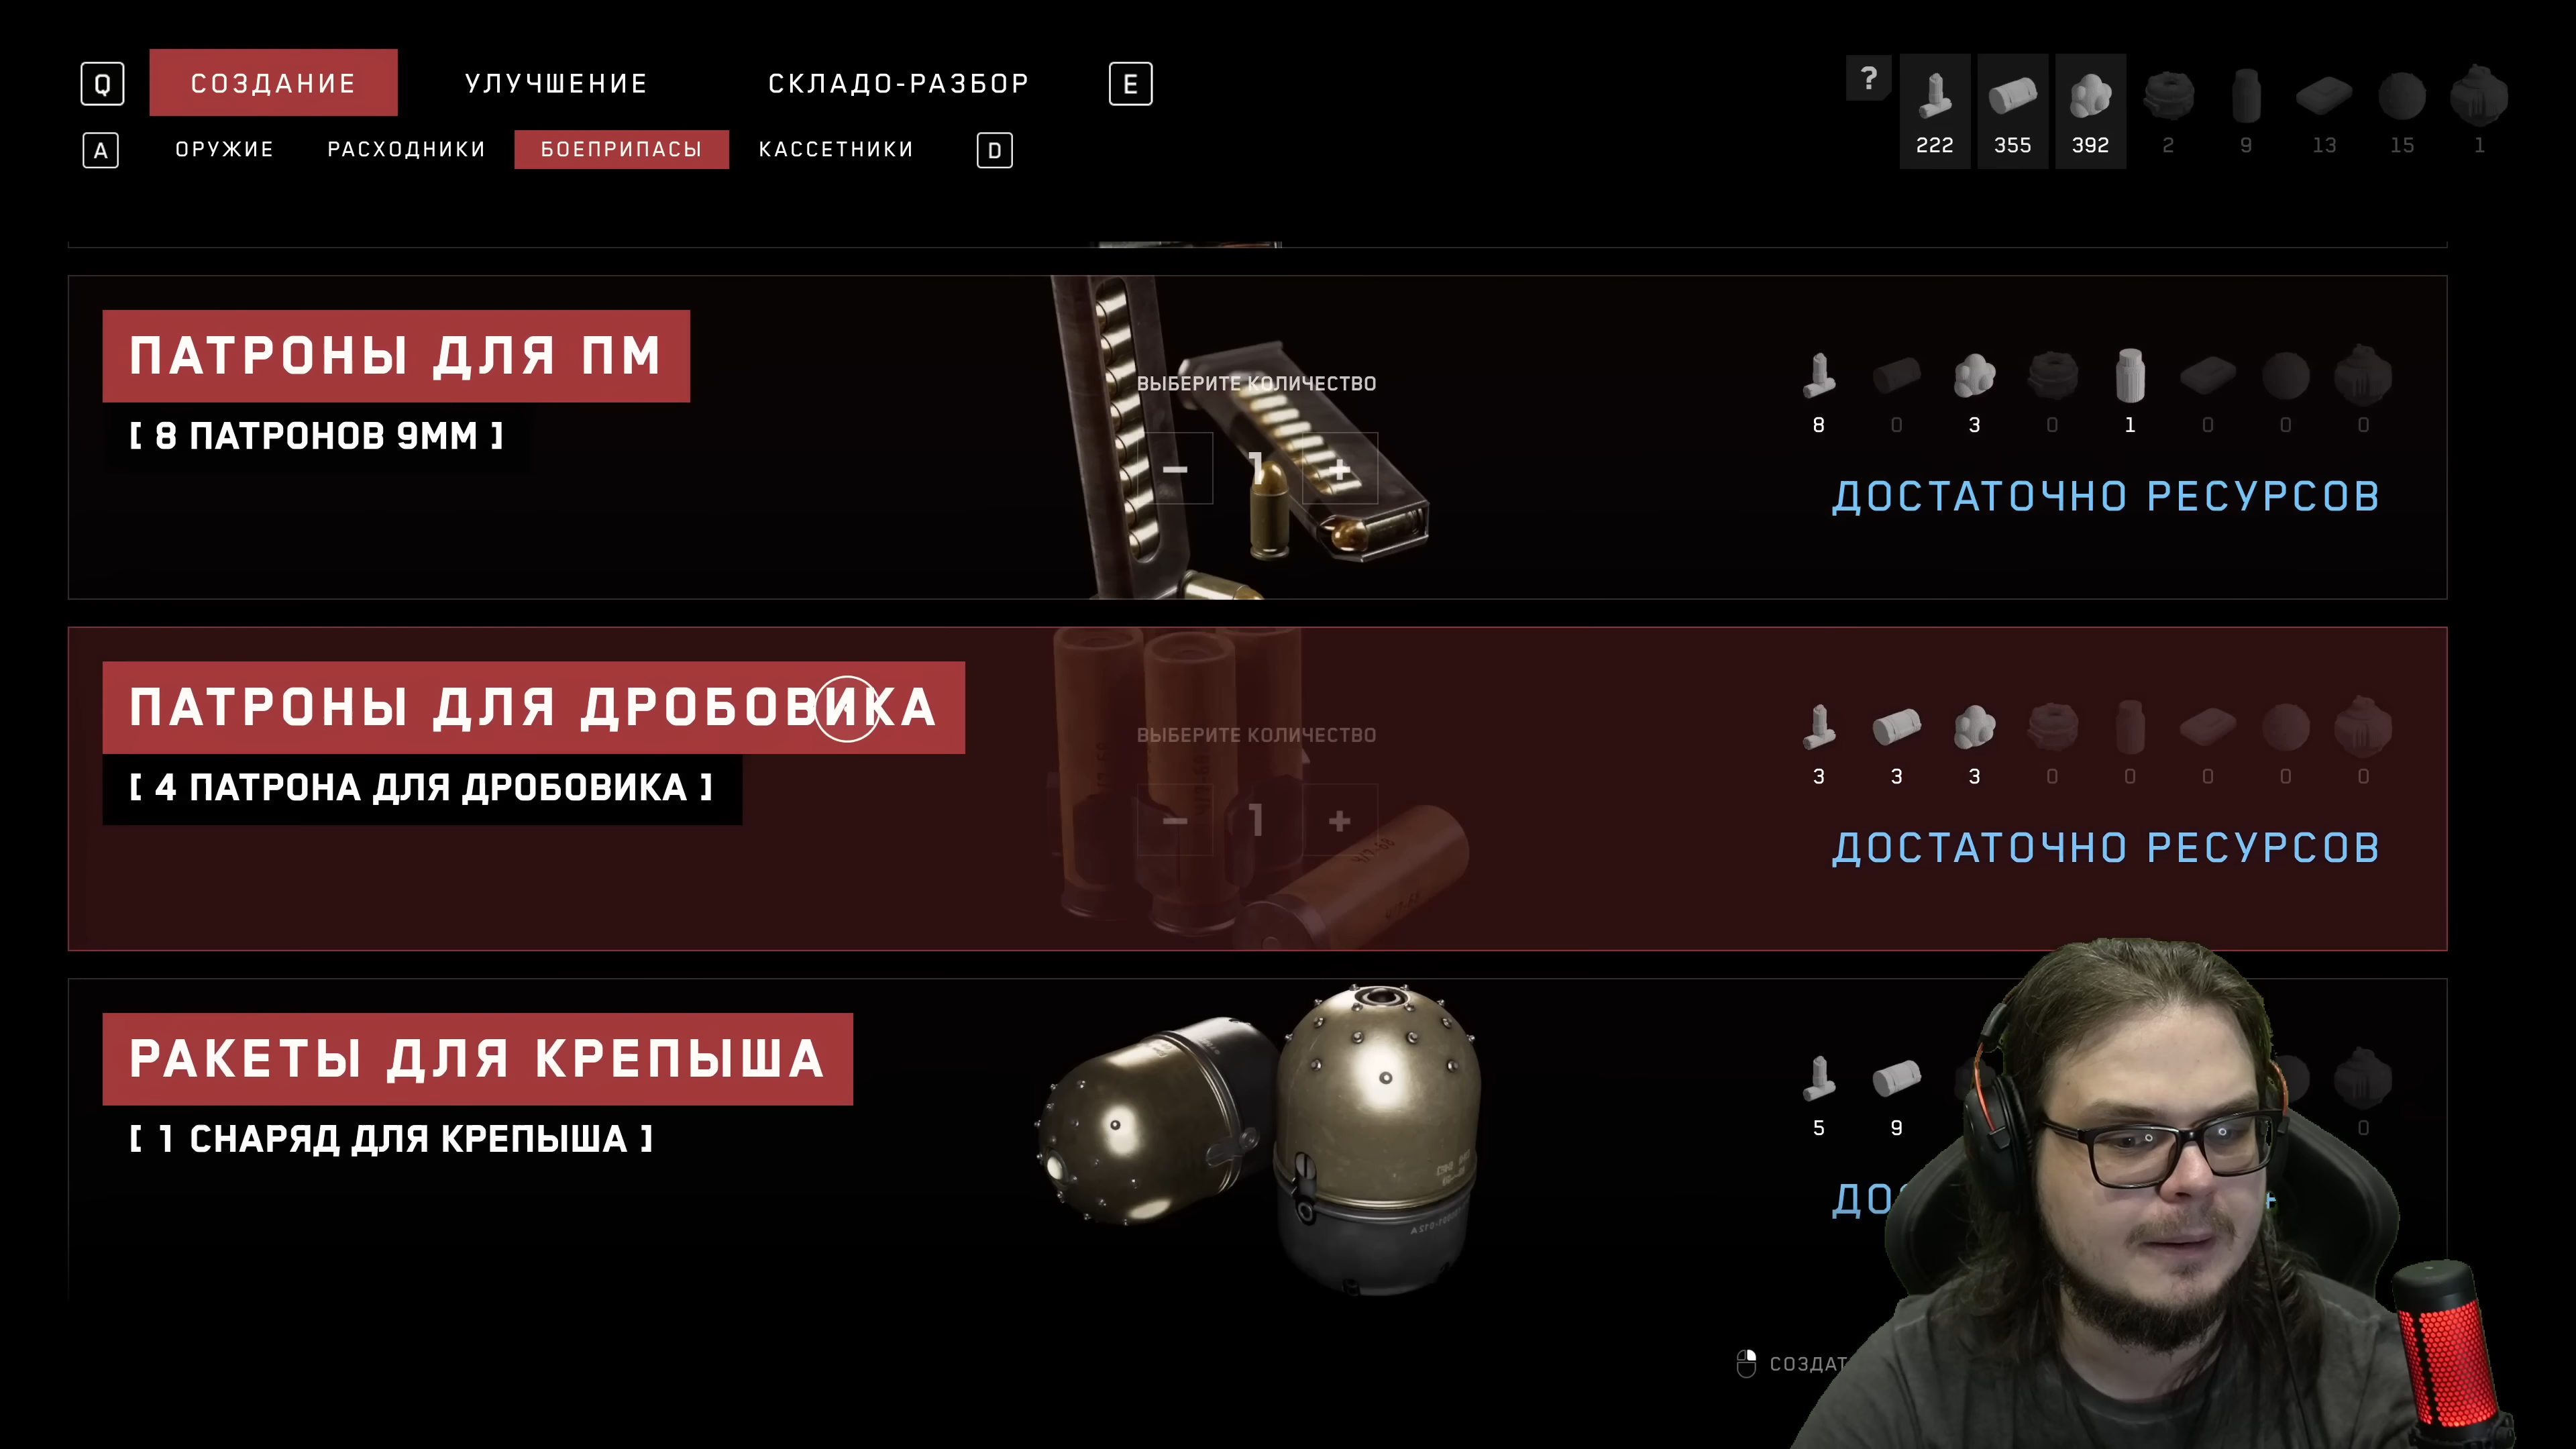 Q СОЗДАНИЕ УЛУЧШЕНИЕ СКЛАДО-РАЗБОР E
A ОРУЖИЕ РАСХОДНИКИ БОЕПРИПАСЫ КАССЕТНИКИ D
?
222 355 392 2 9 13 15 1
ПАТРОНЫ ДЛЯ ПМ
[ 8 ПАТРОНОВ 9ММ ]
ВЫБЕРИТЕ КОЛИЧЕСТВО
− 1 +
8 0 3 0 1 0 0 0
ДОСТАТОЧНО РЕСУРСОВ
ПАТРОНЫ ДЛЯ ДРОБОВИКА
[ 4 ПАТРОНА ДЛЯ ДРОБОВИКА ]
ВЫБЕРИТЕ КОЛИЧЕСТВО
− 1 +
3 3 3 0 0 0 0 0
ДОСТАТОЧНО РЕСУРСОВ
РАКЕТЫ ДЛЯ КРЕПЫША
[ 1 СНАРЯД ДЛЯ КРЕПЫША ]
5 9 0